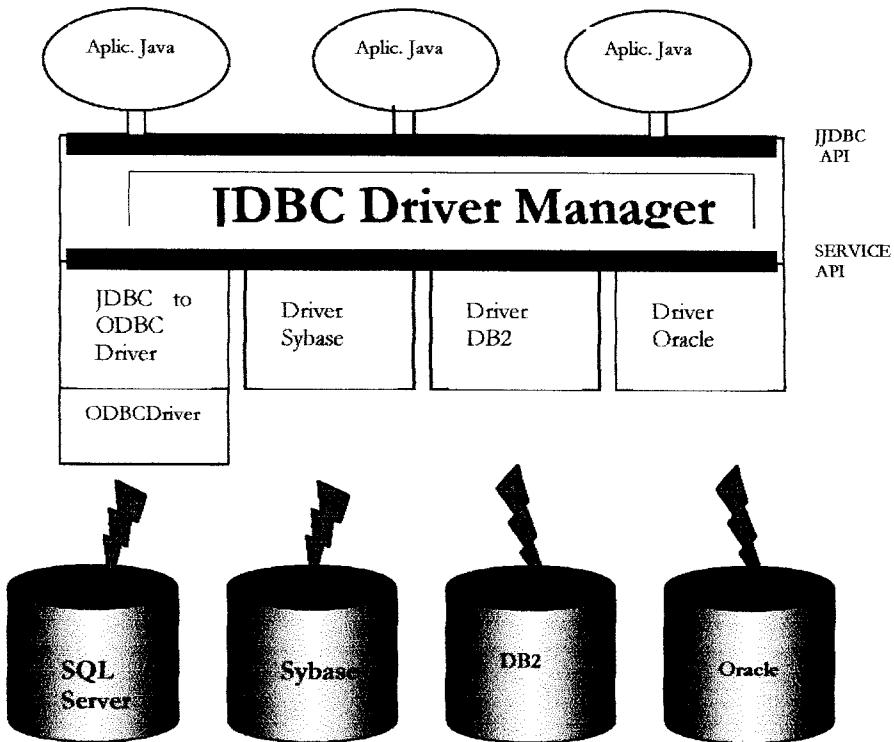 Aplic. Java
Aplic. Java
Aplic. Java
JJDBC
API
JDBC Driver Manager
SERVICE
API
JDBC to
ODBC
Driver
Driver
Sybase
Driver
DB2
Driver
Oracle
ODBCDriver
SQL
Server
Sybase
DB2
Oracle